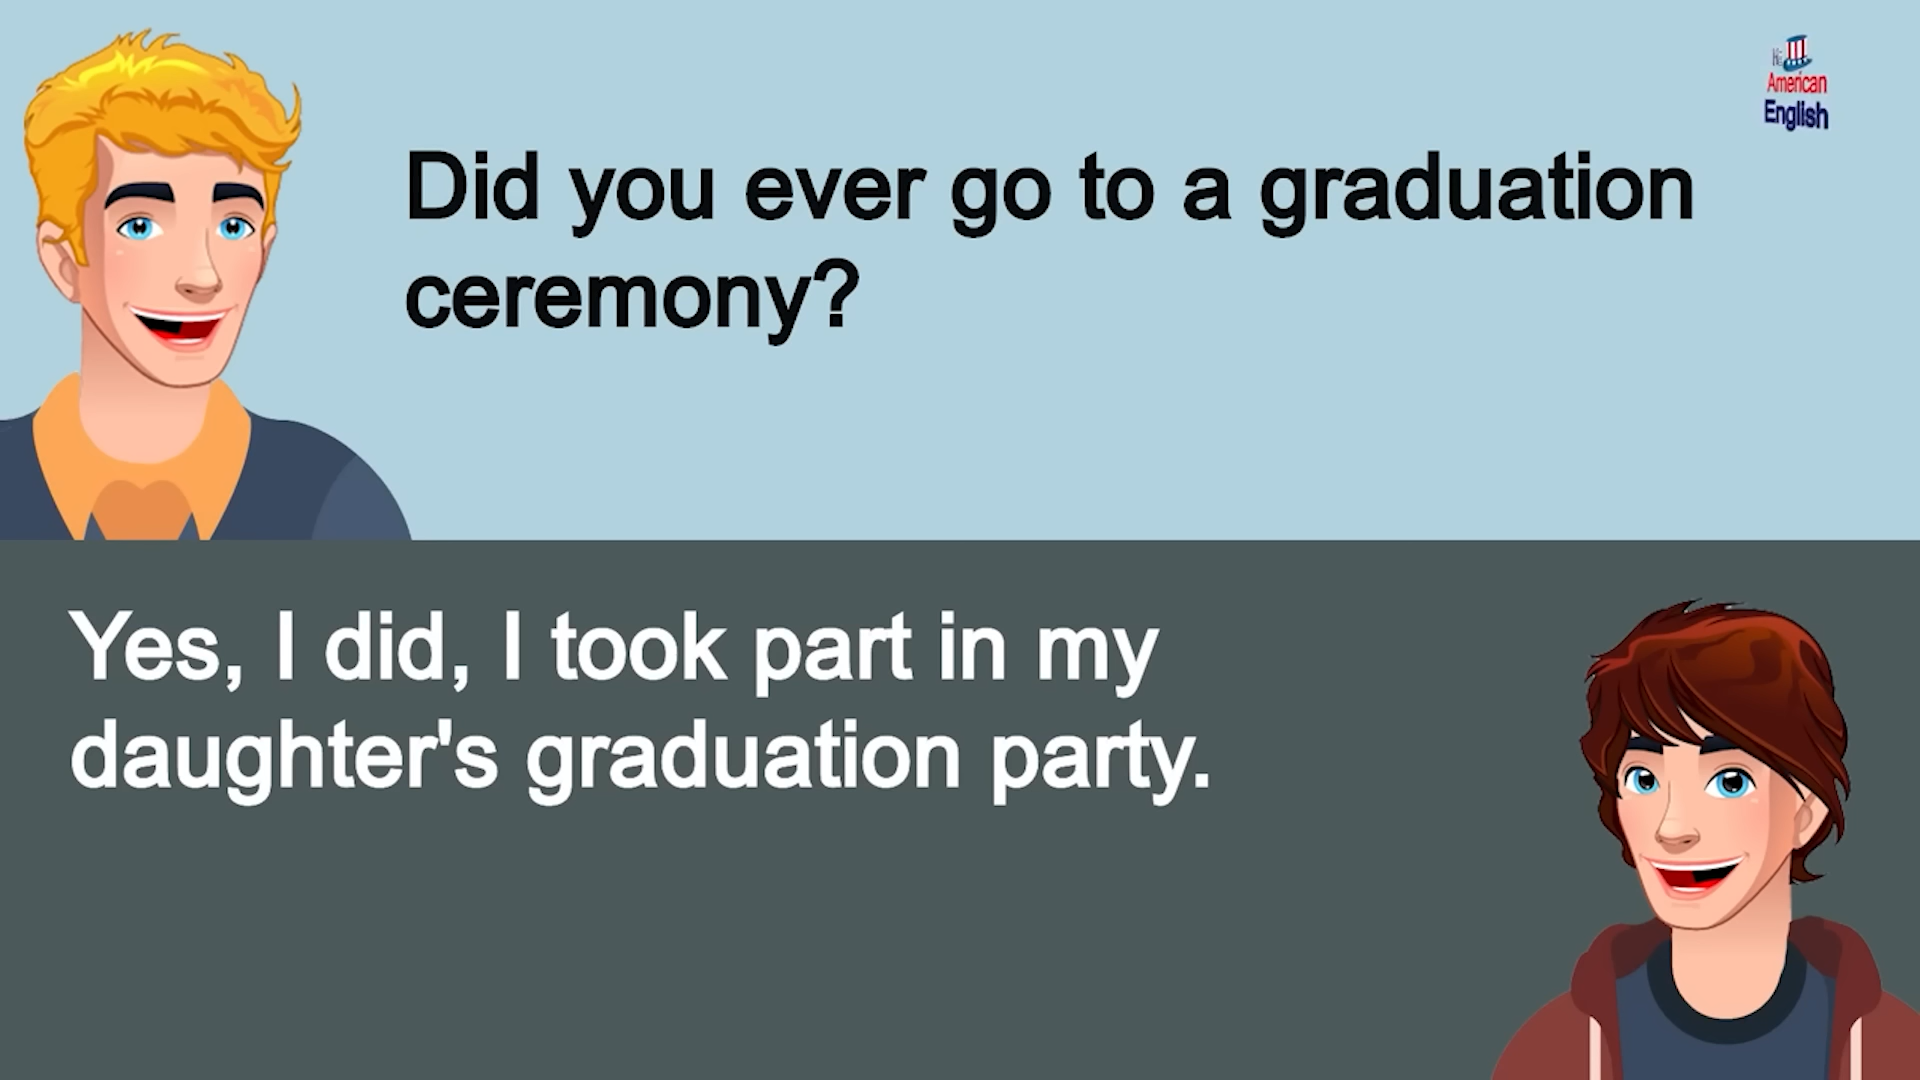 American
English
Did you ever go to a graduation
ceremony?
Yes, I did, I took part in my
daughter's graduation party.